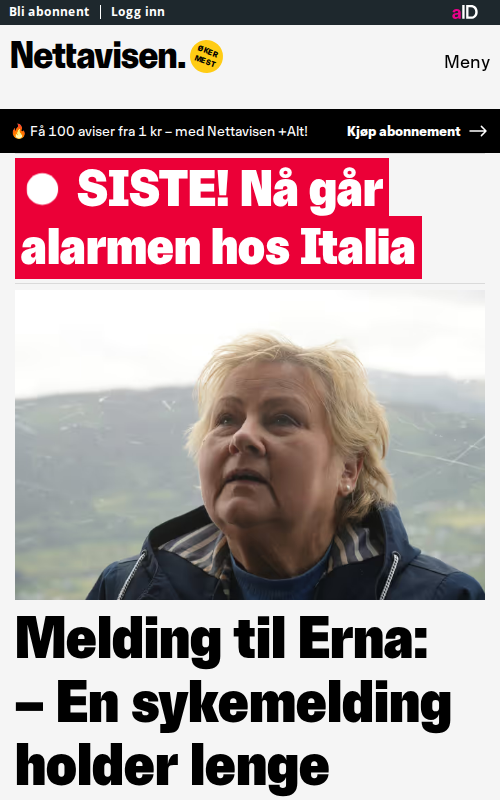 Bli abonnent | Logg inn
aID
Nettavisen.
ØKER
MEST
Meny
🔥 Få 100 aviser fra 1 kr – med Nettavisen +Alt!
Kjøp abonnement →
SISTE! Nå går
alarmen hos Italia
Melding til Erna:
– En sykemelding
holder lenge